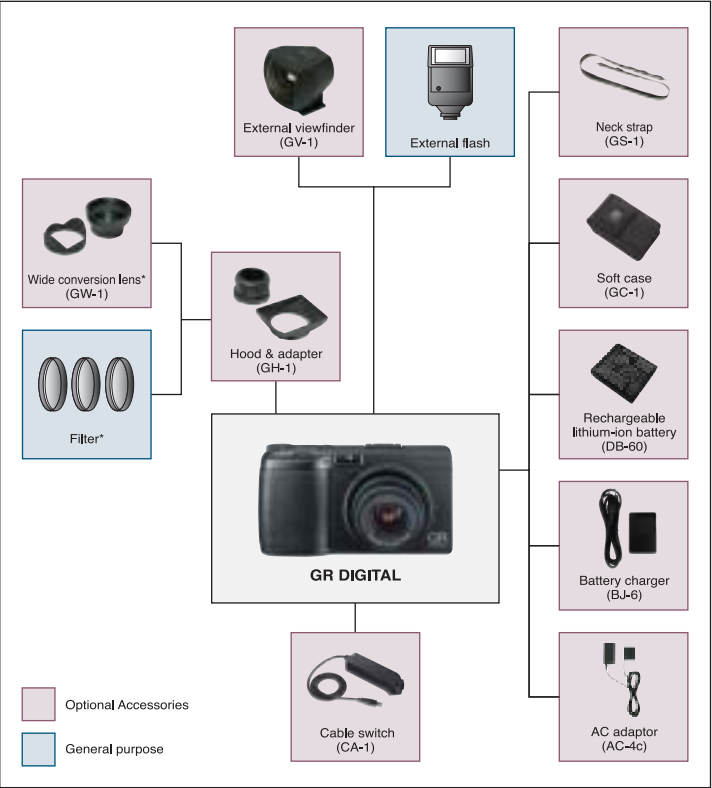 External viewfinder
(GV-1)
External flash
Neck strap
(GS-1)
Wide conversion lens*
(GW-1)
Soft case
(GC-1)
Hood & adapter
(GH-1)
Filter*
Rechargeable
lithium-ion battery
(DB-60)
GR
GR DIGITAL
Battery charger
(BJ-6)
Optional Accessories
General purpose
Cable switch
(CA-1)
AC adaptor
(AC-4c)